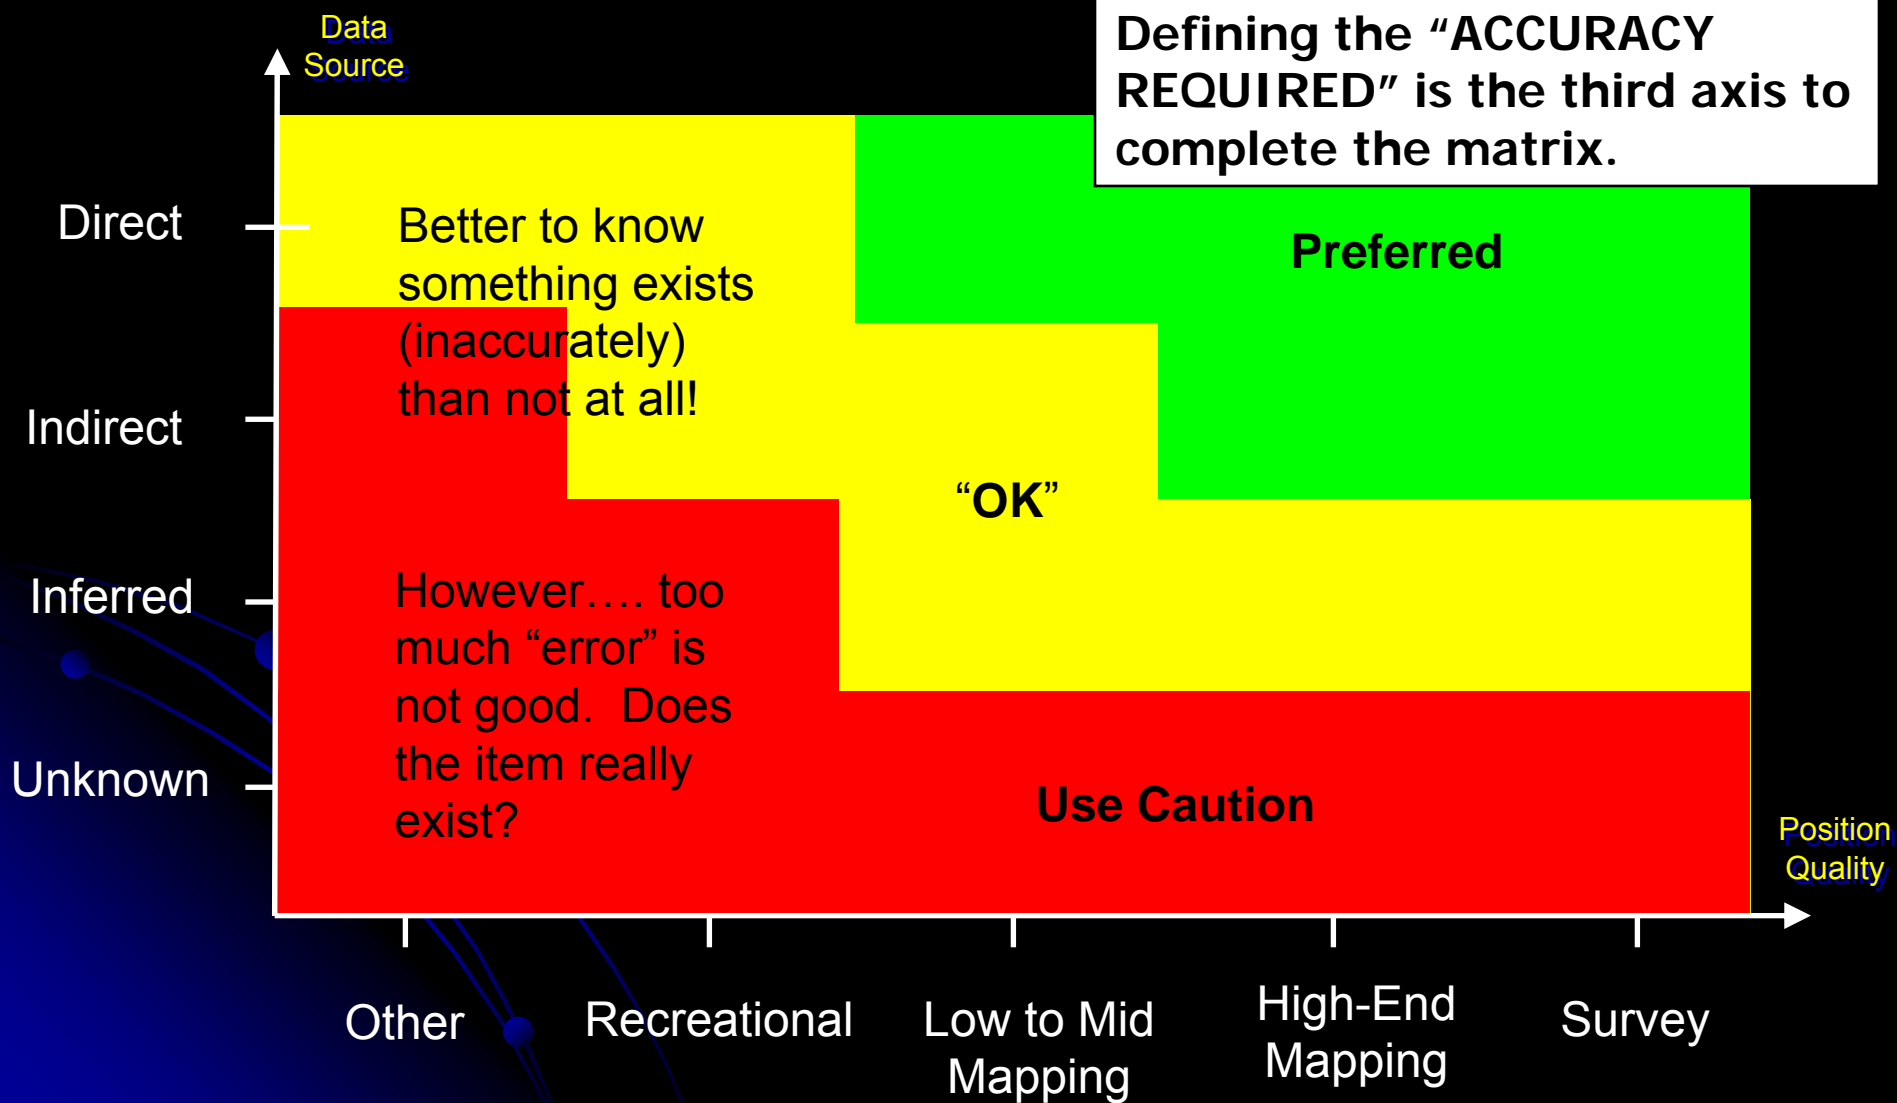 Data
Source
Defining the “ACCURACY
REQUIRED” is the third axis to
complete the matrix.
Direct
Indirect
Inferred
Unknown
Better to know
something exists
(inaccurately)
than not at all!
Preferred
“OK”
However…. too
much “error” is
not good.  Does
the item really
exist?
Use Caution
Position
Quality
Other
Recreational
Low to Mid
Mapping
High-End
Mapping
Survey